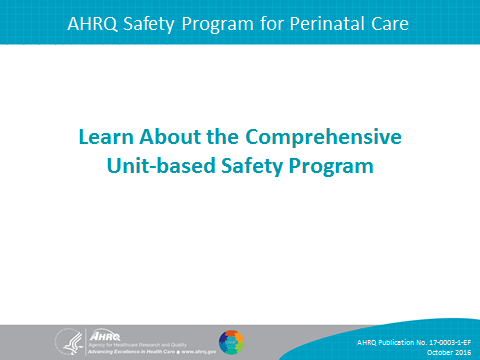 AHRQ Safety Program for Perinatal Care
Learn About the Comprehensive
Unit-based Safety Program
AHRQ
Agency for Healthcare Research and Quality
Advancing Excellence in Health Care • www.ahrq.gov
AHRQ Publication No. 17-0003-1-EF
October 2016